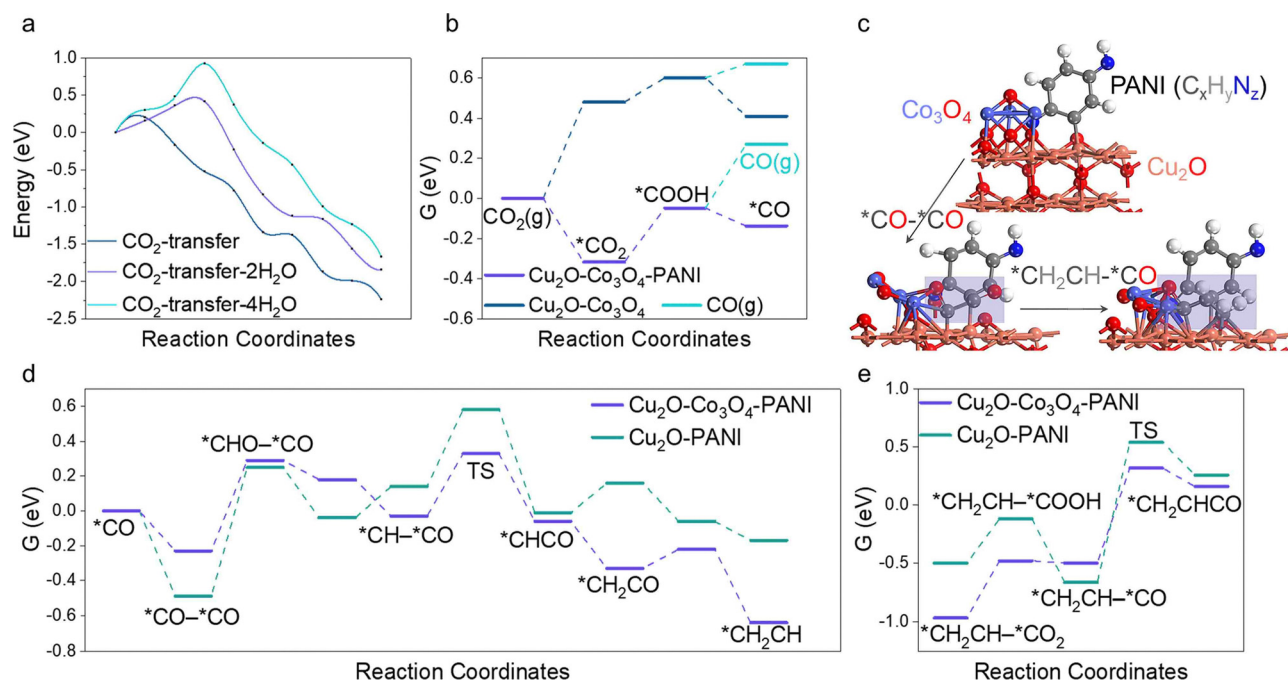 a
1.0
0.5
0.0
-0.5
-1.0
-1.5
-2.0
-2.5
Energy (eV)
CO₂-transfer
CO₂-transfer-2H₂O
CO₂-transfer-4H₂O
Reaction Coordinates
b
0.6
0.4
0.2
0.0
-0.2
-0.4
-0.6
G (eV)
CO₂(g)
*CO₂
*COOH
CO(g)
*CO
Cu₂O-Co₃O₄-PANI
Cu₂O-Co₃O₄
CO(g)
Reaction Coordinates
c
PANI (CₓHᵧN_z)
Co₃O₄
Cu₂O
*CO-*CO
*CH₂CH-*CO
d
0.6
0.4
0.2
0.0
-0.2
-0.4
-0.6
-0.8
G (eV)
Cu₂O-Co₃O₄-PANI
Cu₂O-PANI
*CO
*CO–*CO
*CHO–*CO
*CH–*CO
TS
*CHCO
*CH₂CO
*CH₂CH
Reaction Coordinates
e
1.0
0.5
0.0
-0.5
-1.0
G (eV)
Cu₂O-Co₃O₄-PANI
Cu₂O-PANI
TS
*CH₂CH–*COOH
*CH₂CHCO
*CH₂CH–*CO
*CH₂CH–*CO₂
Reaction Coordinates